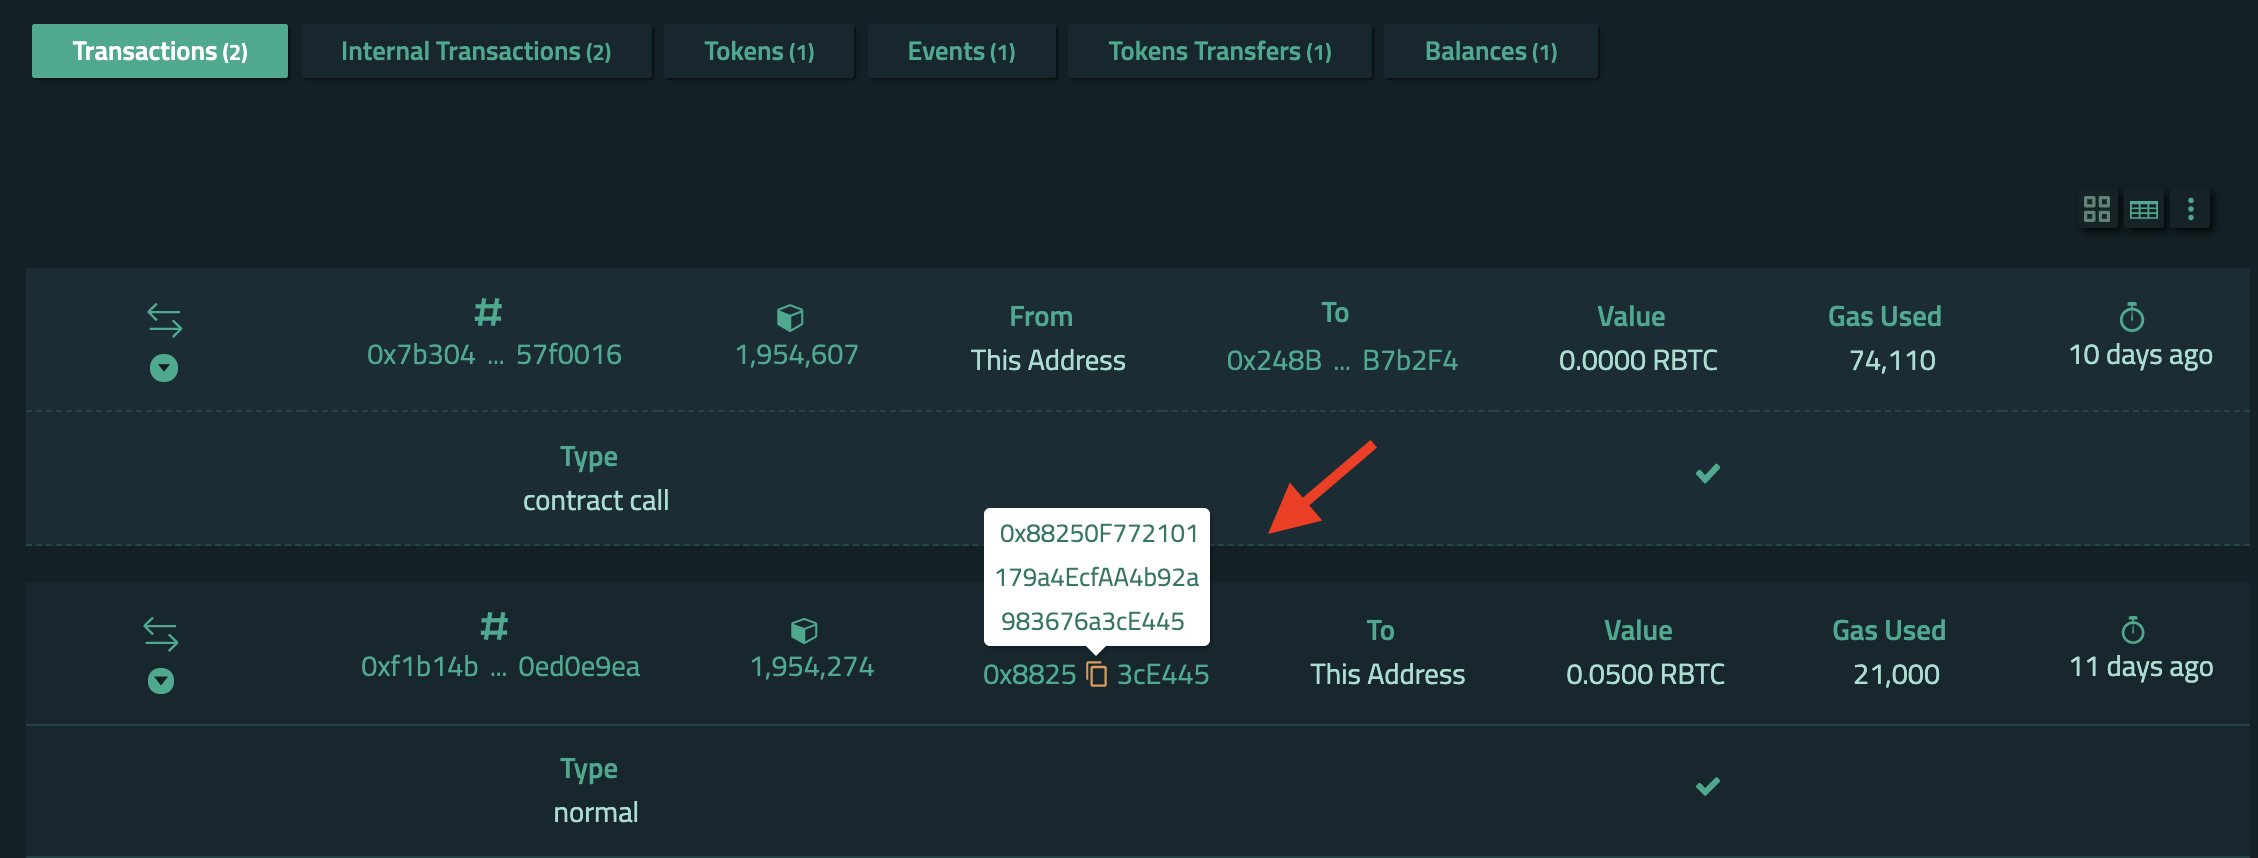 Transactions (2) Internal Transactions (2) Tokens (1) Events (1) Tokens Transfers (1) Balances (1)
# From To Value Gas Used
0x7b304 ... 57f0016 1,954,607 This Address 0x248B ... B7b2F4 0.0000 RBTC 74,110 10 days ago
Type
contract call
0x88250F772101
179a4EcfAA4b92a
983676a3cE445
# To Value Gas Used
0xf1b14b ... 0ed0e9ea 1,954,274 0x8825 3cE445 This Address 0.0500 RBTC 21,000 11 days ago
Type
normal